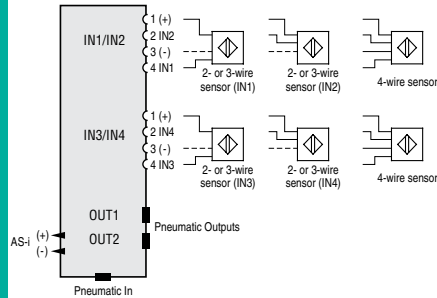 IN1/IN2
1 (+)
2 IN2
3 (-)
4 IN1
2- or 3-wire
sensor (IN1)
2- or 3-wire
sensor (IN2)
4-wire sensor
IN3/IN4
1 (+)
2 IN4
3 (-)
4 IN3
2- or 3-wire
sensor (IN3)
2- or 3-wire
sensor (IN4)
4-wire sensor
OUT1
OUT2
Pneumatic Outputs
AS-i
(+)
(-)
Pneumatic In